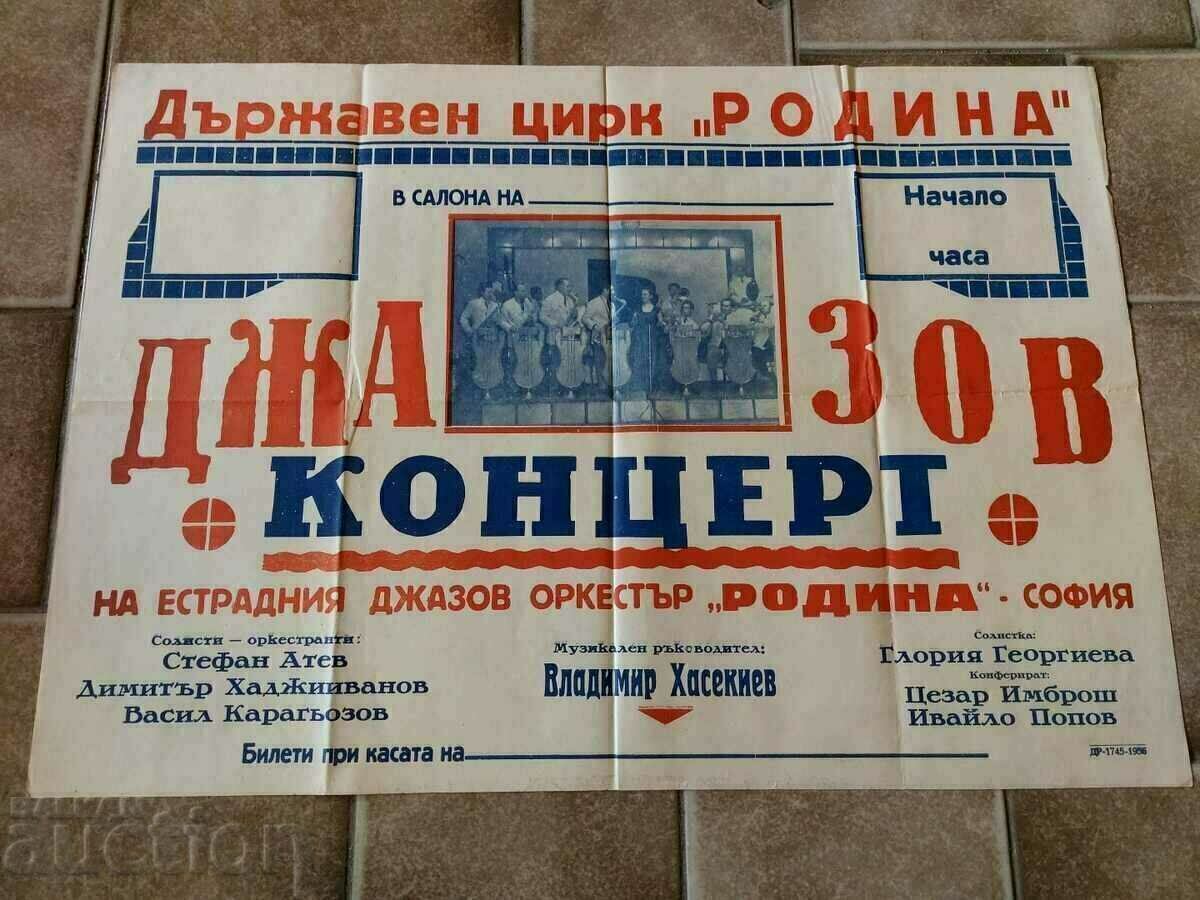 Държавен цирк „РОДИНА"
В САЛОНА НА
Начало
часа
ДЖАЗОВ
КОНЦЕРТ
НА ЕСТРАДНИЯ ДЖАЗОВ ОРКЕСТЪР „РОДИНА" - СОФИЯ
Солисти — оркестранти:
Стефан Атев
Димитър Хаджииванов
Васил Карагьозов
Музикален ръководител:
Владимир Хасекиев
Солистка:
Глория Георгиева
Конферират:
Цезар Имброш
Ивайло Попов
Билети при касата на
ДР-1745-1956
auction